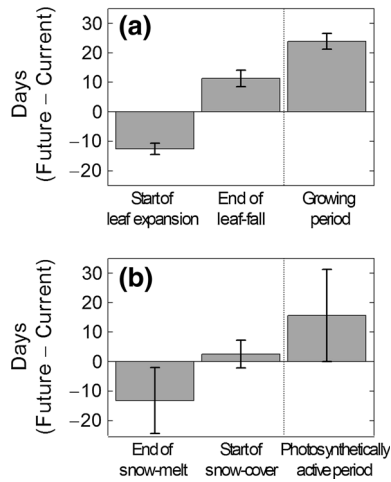 (a)
Days
(Future – Current)
30
20
10
0
–10
–20
Start of
leaf expansion
End of
leaf-fall
Growing
period
(b)
Days
(Future – Current)
30
20
10
0
–10
–20
End of
snow-melt
Start of
snow-cover
Photosynthetically
active period